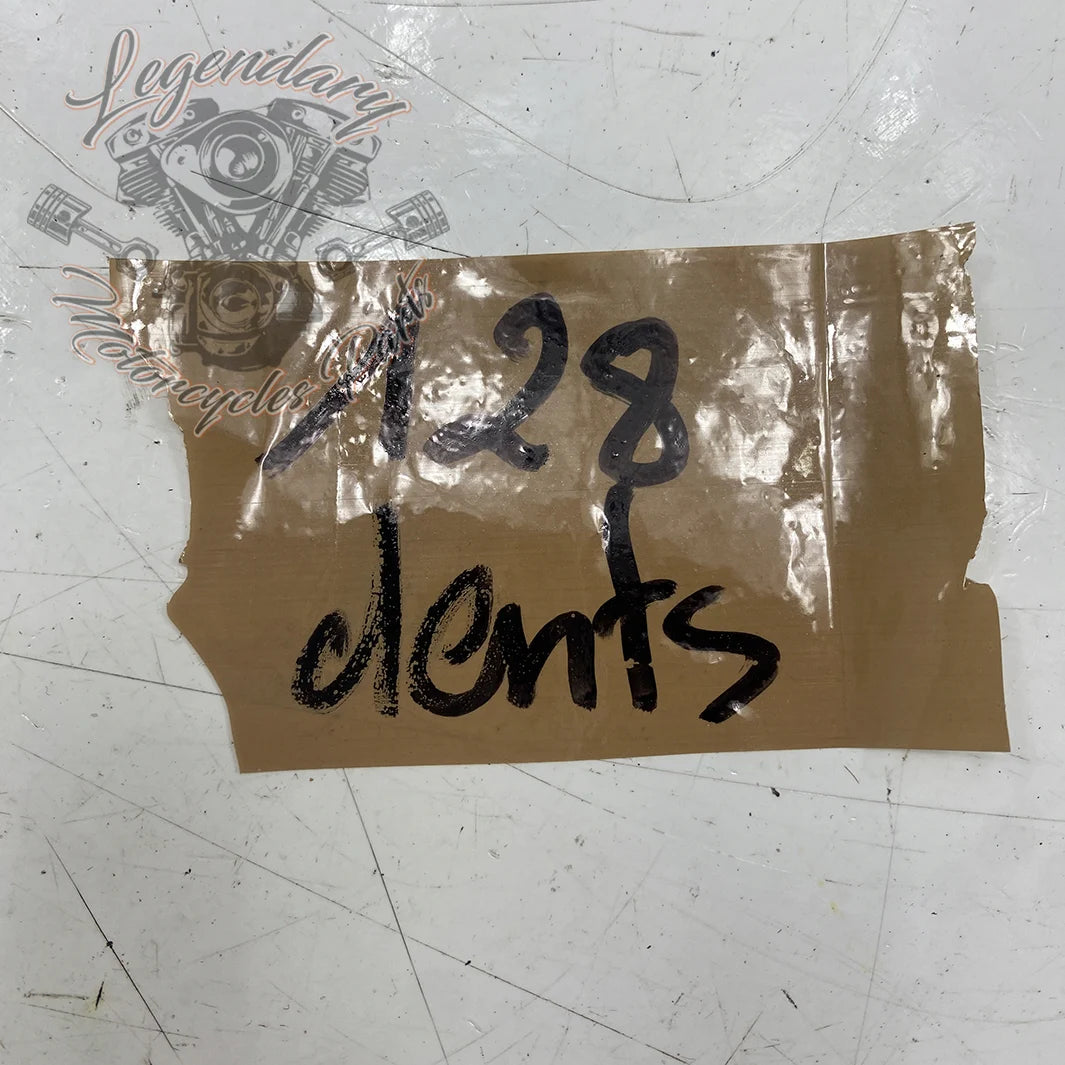 Legendary
Motorcycles Parts
128
dents